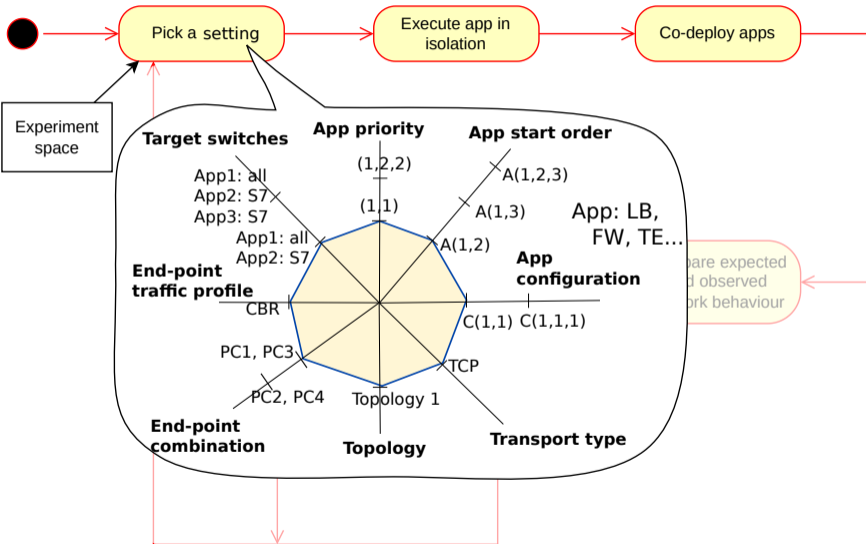 Pick a setting
Execute app in
isolation
Co-deploy apps
Experiment
space
Target switches
App priority
App start order
(1,2,2)
App1: all
App2: S7
App3: S7
A(1,2,3)
(1,1)
A(1,3)
App: LB,
FW, TE...
App1: all
App2: S7
A(1,2)
App
configuration
End-point
traffic profile
CBR
C(1,1)
C(1,1,1)
expected
observed
behaviour
PC1, PC3
TCP
PC2, PC4
Topology 1
End-point
combination
Topology
Transport type